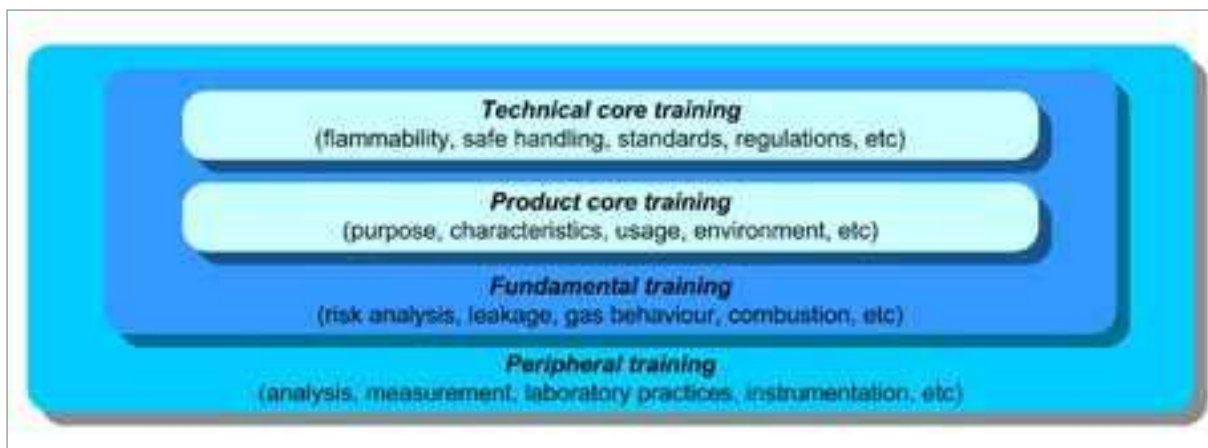 Technical core training
(flammability, safe handling, standards, regulations, etc)
Product core training
(purpose, characteristics, usage, environment, etc)
Fundamental training
(risk analysis, leakage, gas behaviour, combustion, etc)
Peripheral training
(analysis, measurement, laboratory practices, instrumentation, etc)